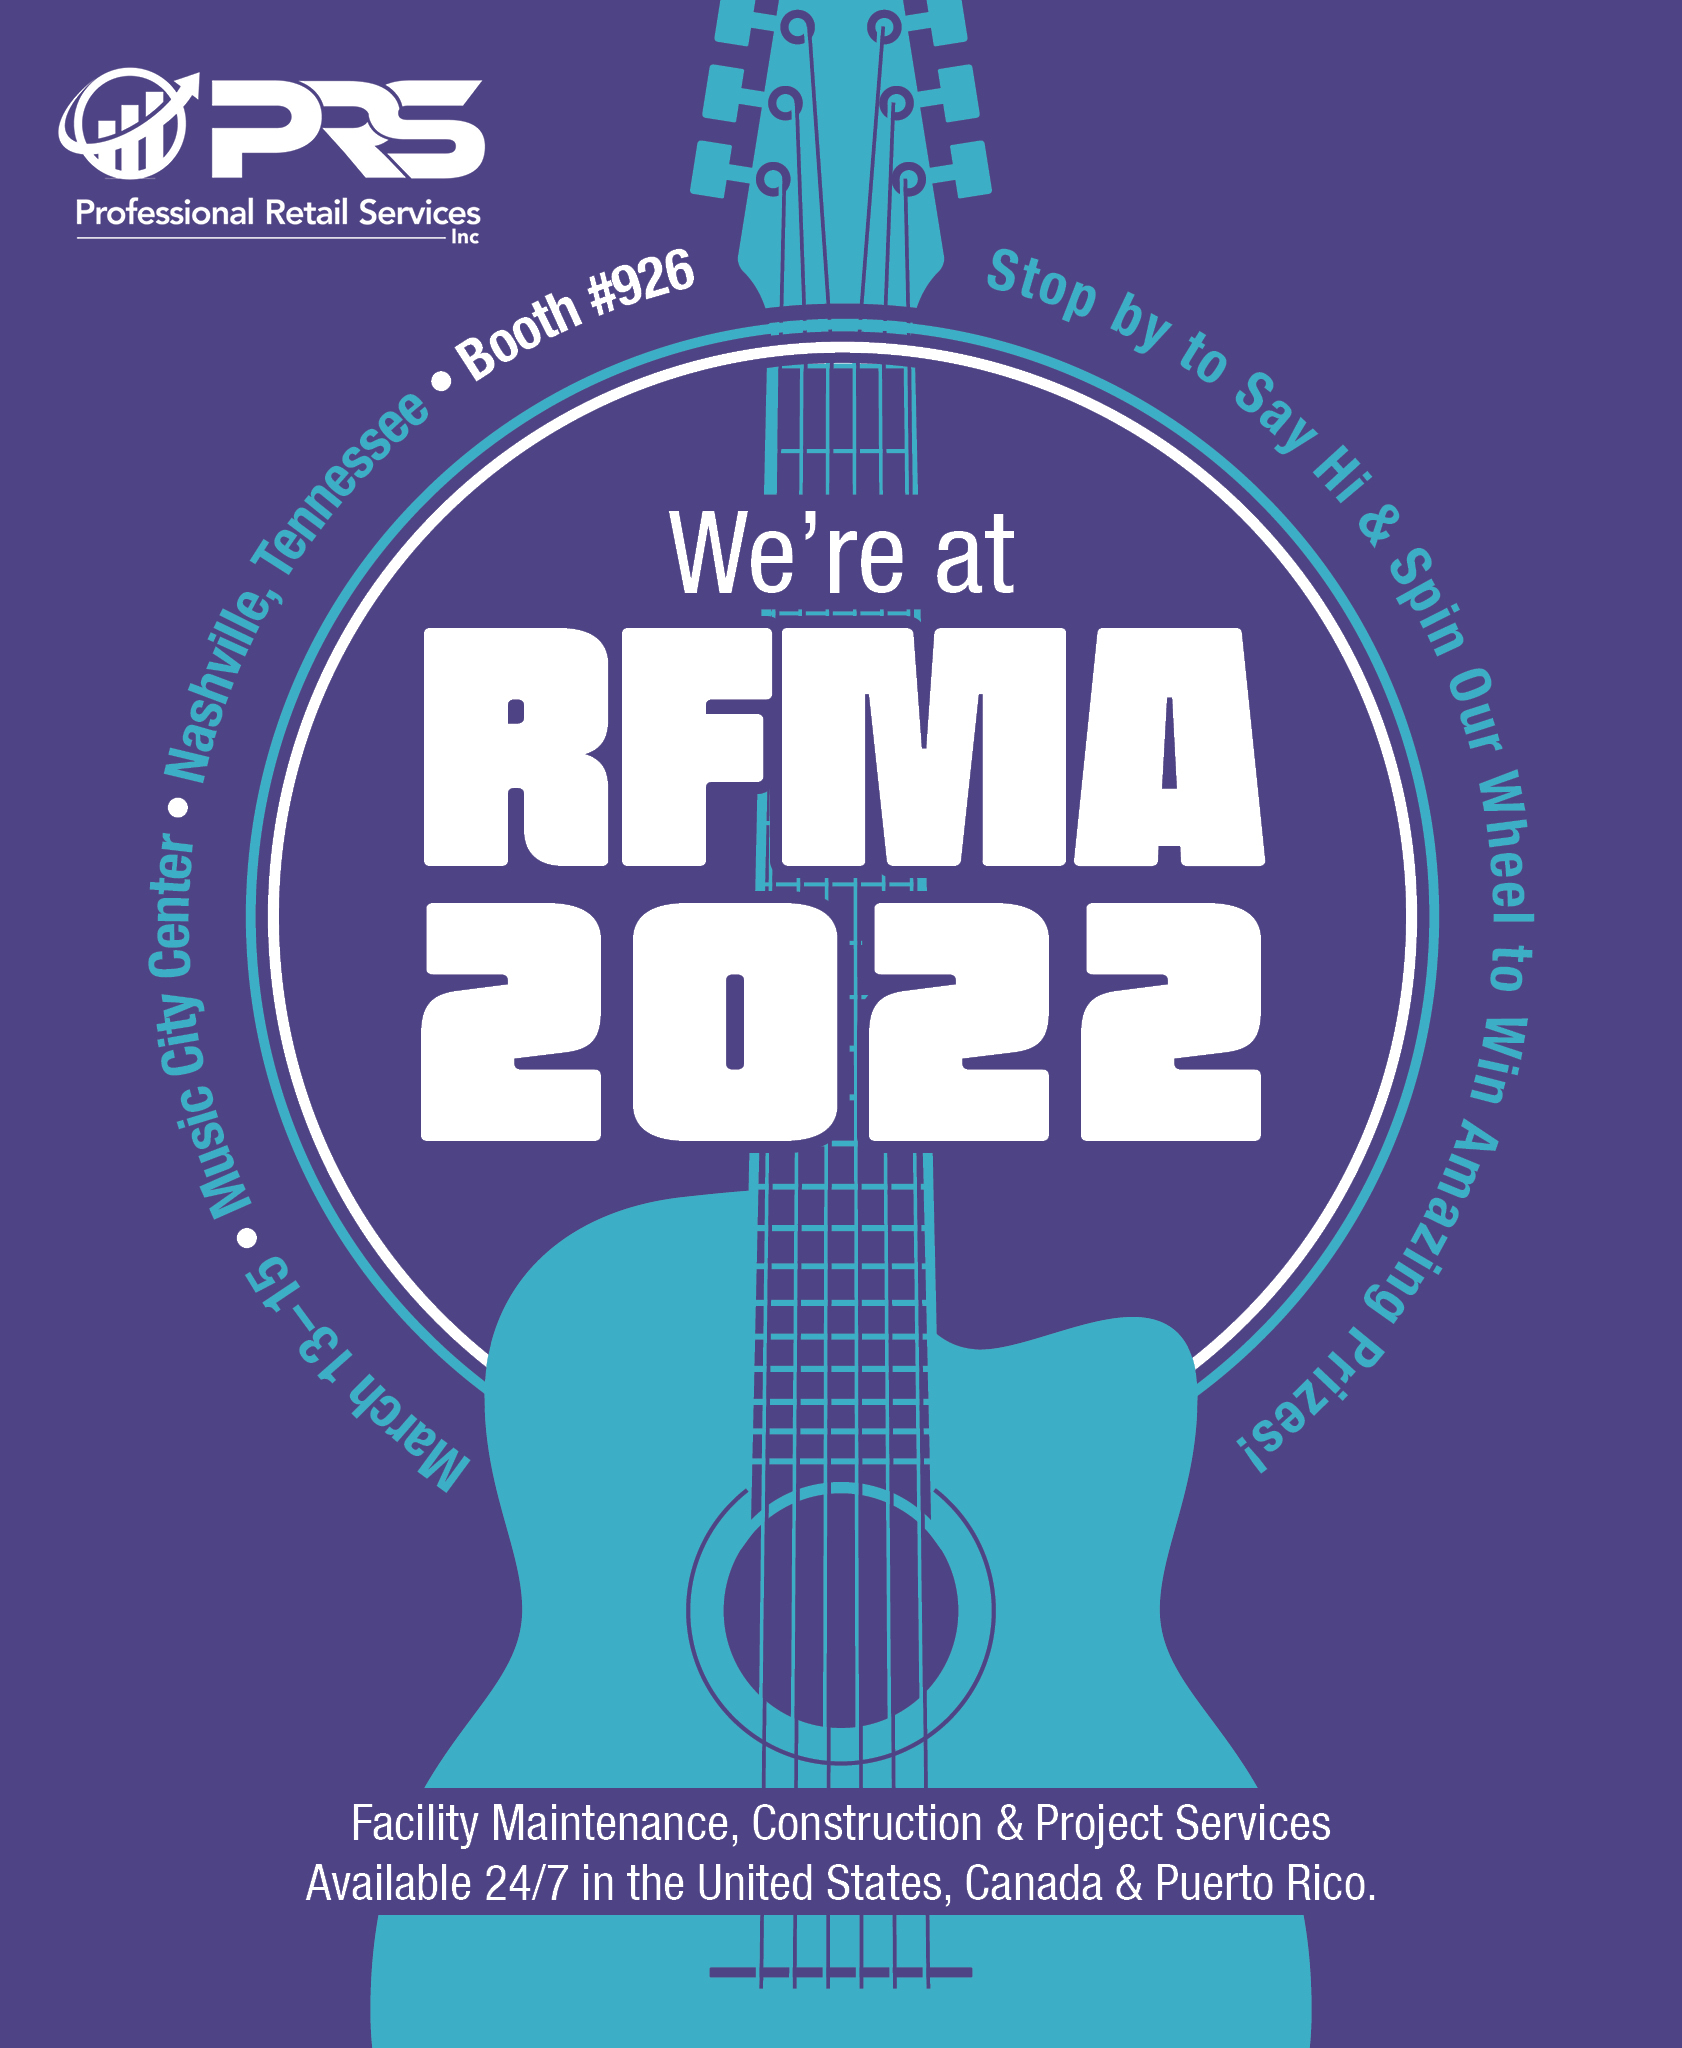 PRS
Professional Retail Services
Inc
March 13–15 • Music City Center • Nashville, Tennessee • Booth #926
Stop by to Say Hi & Spin Our Wheel to Win Amazing Prizes!
We’re at
RFMA
2022
Facility Maintenance, Construction & Project Services
Available 24/7 in the United States, Canada & Puerto Rico.